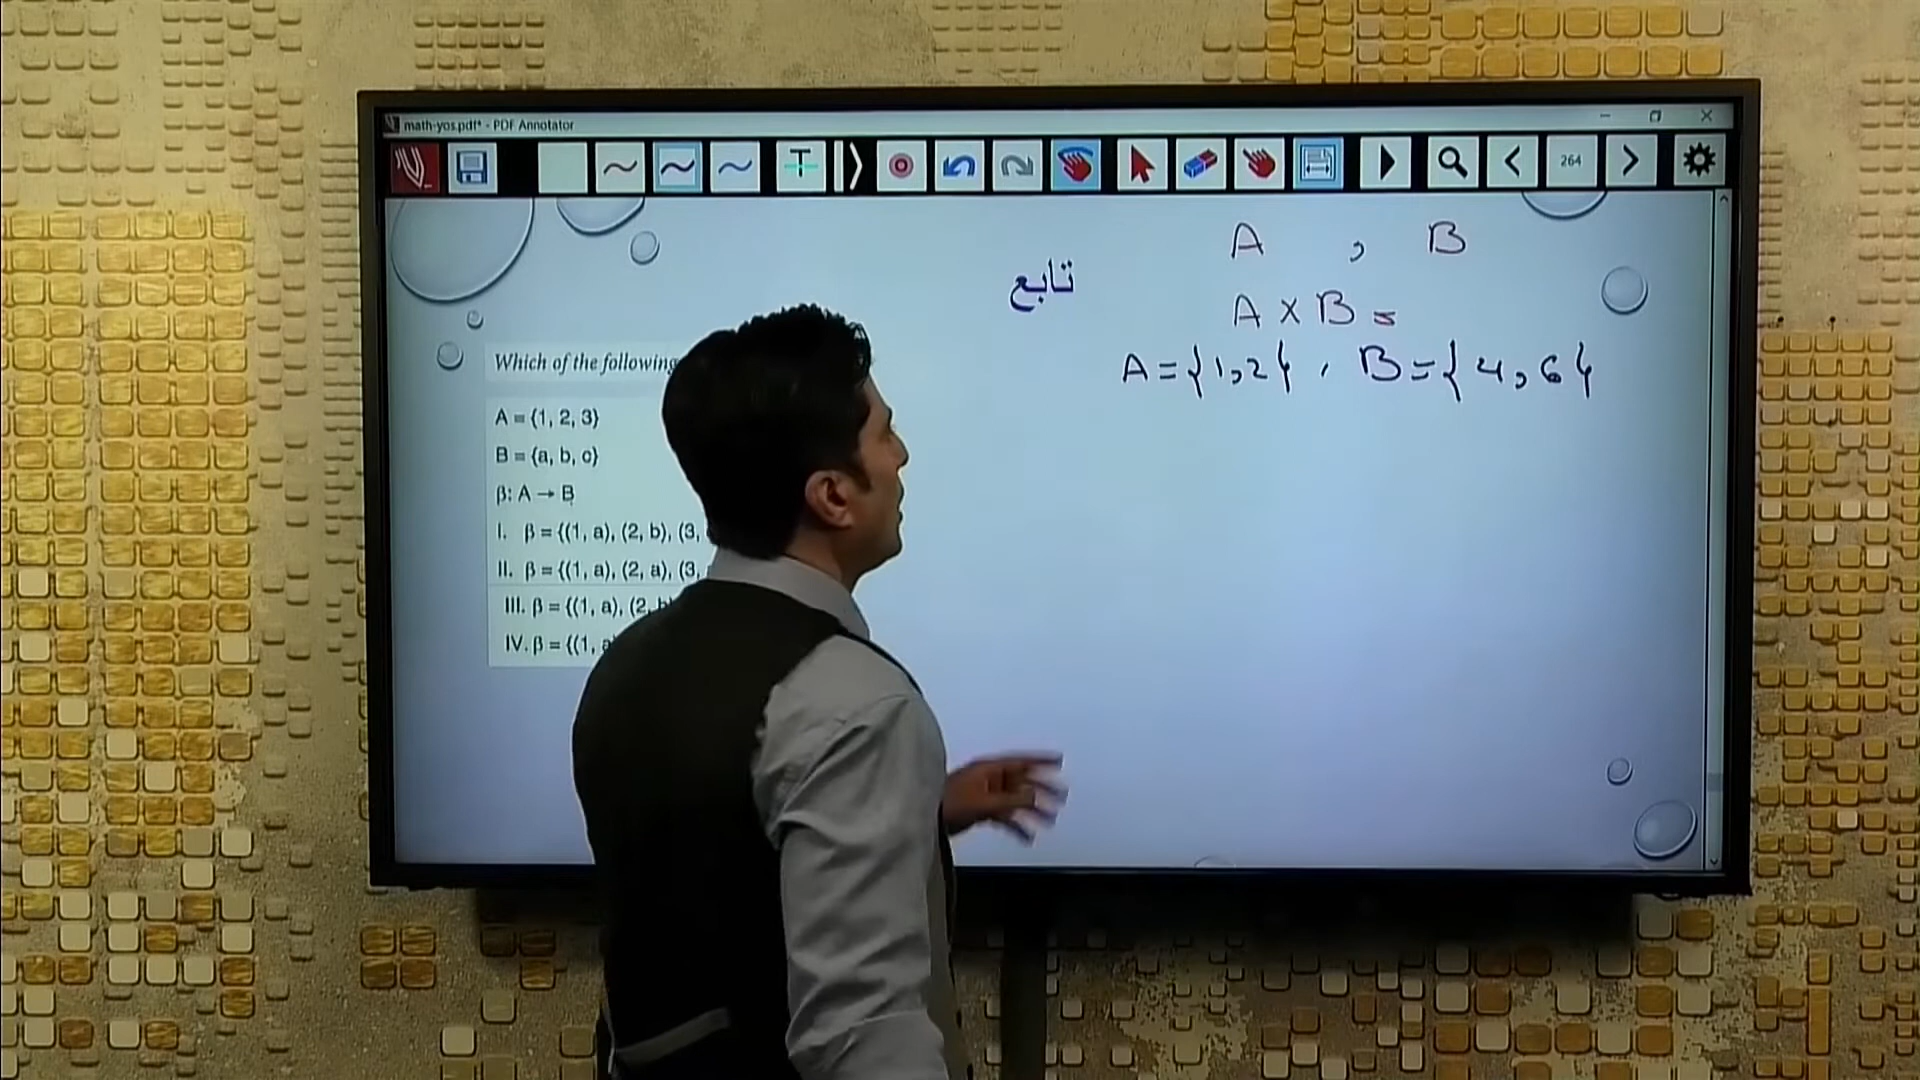 math-yos.pdf* - PDF Annotator
264
تابع
A , B
A × B =
A = {1, 2} , B = {4, 6}
Which of the following
A = {1, 2, 3}
B = {a, b, c}
β: A → B
I. β = {(1, a), (2, b), (3,
II. β = {(1, a), (2, a), (3,
III. β = {(1, a), (2, b)
IV. β = {(1, a